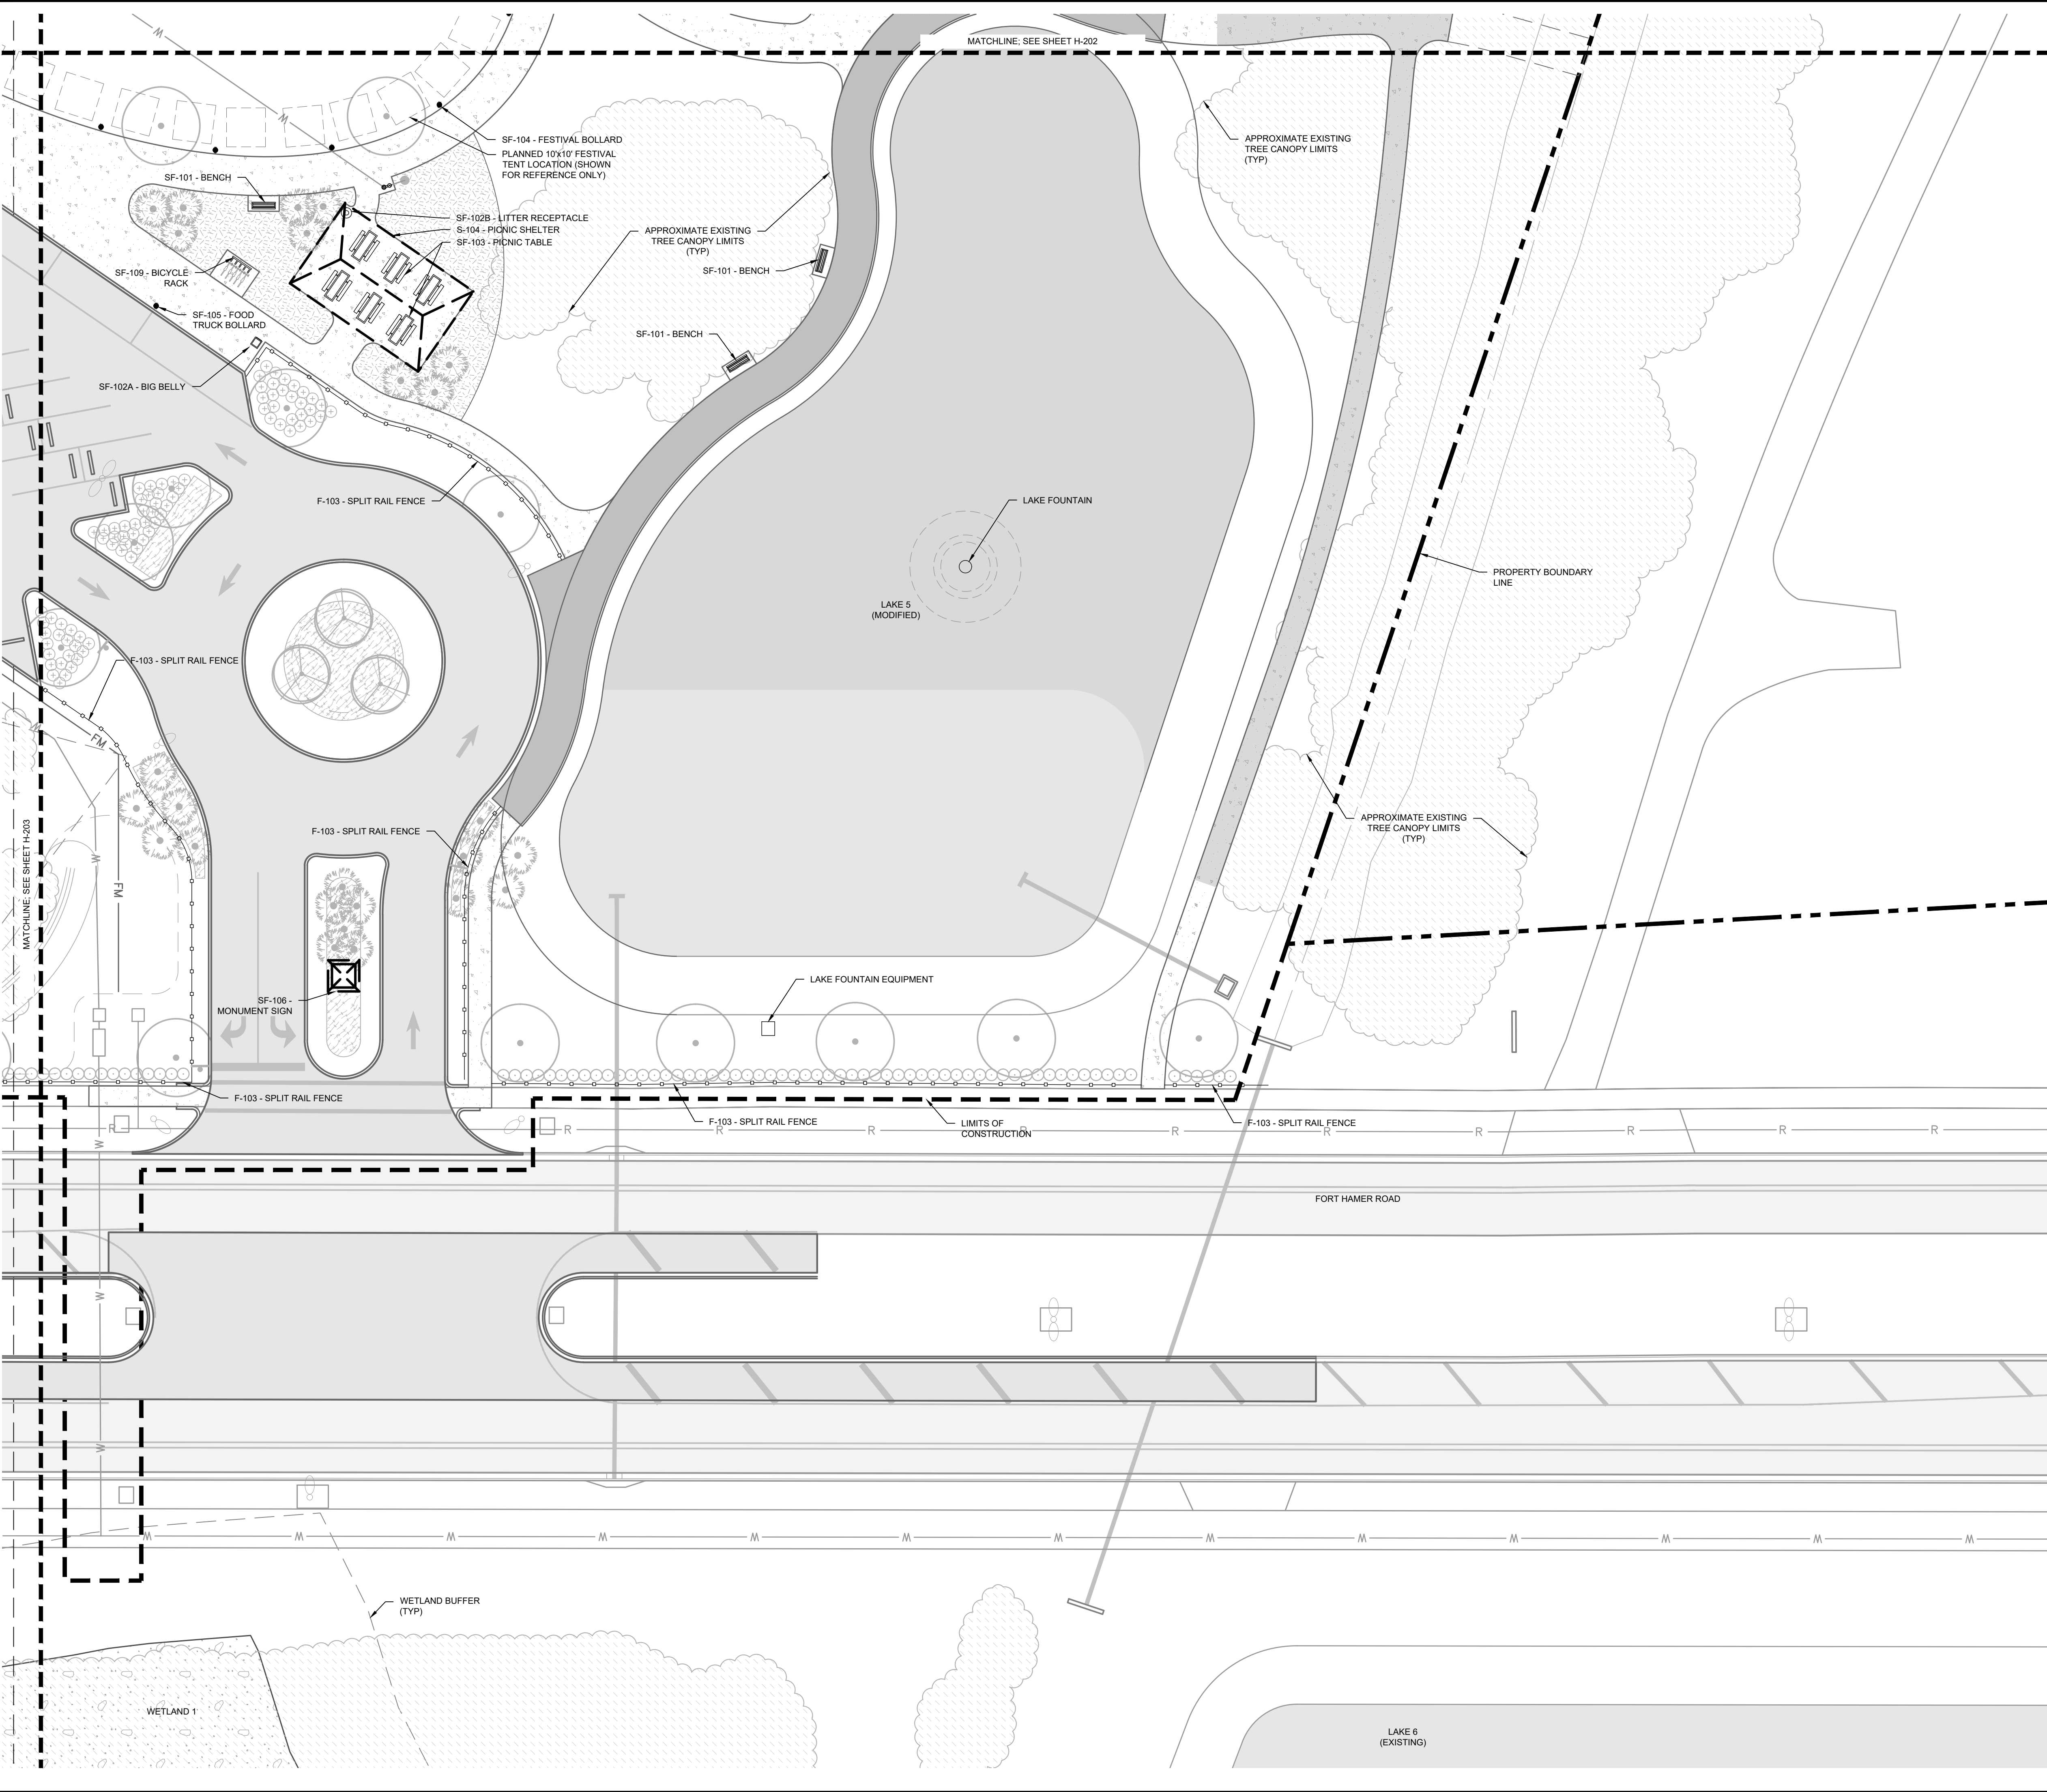 MATCHLINE; SEE SHEET H-202
W
W
SF-104 - FESTIVAL BOLLARD
PLANNED 10'x10' FESTIVAL
TENT LOCATION (SHOWN
FOR REFERENCE ONLY)
APPROXIMATE EXISTING
TREE CANOPY LIMITS
(TYP)
SF-101 - BENCH
SF-102B - LITTER RECEPTACLE
S-104 - PICNIC SHELTER
SF-103 - PICNIC TABLE
APPROXIMATE EXISTING
TREE CANOPY LIMITS
(TYP)
SF-101 - BENCH
SF-109 - BICYCLE
RACK
SF-105 - FOOD
TRUCK BOLLARD
SF-101 - BENCH
SF-102A - BIG BELLY
F-103 - SPLIT RAIL FENCE
LAKE FOUNTAIN
PROPERTY BOUNDARY
LINE
LAKE 5
(MODIFIED)
F-103 - SPLIT RAIL FENCE
W
FM
F-103 - SPLIT RAIL FENCE
APPROXIMATE EXISTING
TREE CANOPY LIMITS
(TYP)
MATCHLINE; SEE SHEET H-203
W
FM
LAKE FOUNTAIN EQUIPMENT
SF-106 -
MONUMENT SIGN
F-103 - SPLIT RAIL FENCE
F-103 - SPLIT RAIL FENCE
LIMITS OF
CONSTRUCTION
F-103 - SPLIT RAIL FENCE
R R R R R R R R R R R
W
FORT HAMER ROAD
W
W
W W W W W W W W W W W W W
WETLAND BUFFER
(TYP)
WETLAND 1
LAKE 6
(EXISTING)